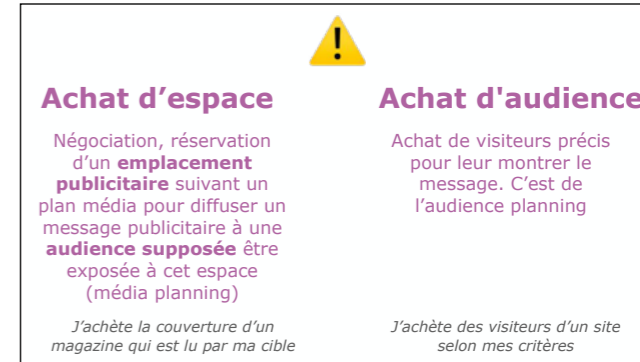 Achat d’espace
Négociation, réservation
d’un emplacement
publicitaire suivant un
plan média pour diffuser un
message publicitaire à une
audience supposée être
exposée à cet espace
(média planning)
J’achète la couverture d’un
magazine qui est lu par ma cible
Achat d'audience
Achat de visiteurs précis
pour leur montrer le
message. C’est de
l’audience planning
J’achète des visiteurs d’un site
selon mes critères